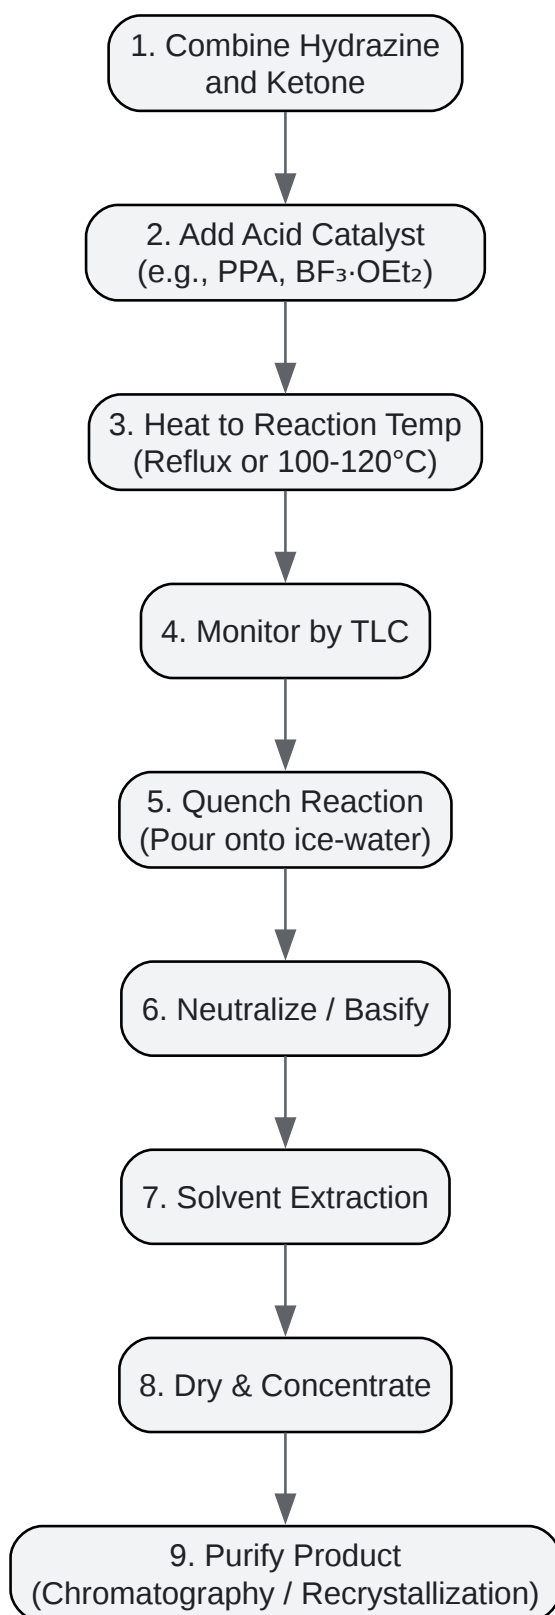 1. Combine Hydrazine
and Ketone
2. Add Acid Catalyst
(e.g., PPA, BF₃·OEt₂)
3. Heat to Reaction Temp
(Reflux or 100-120°C)
4. Monitor by TLC
5. Quench Reaction
(Pour onto ice-water)
6. Neutralize / Basify
7. Solvent Extraction
8. Dry & Concentrate
9. Purify Product
(Chromatography / Recrystallization)